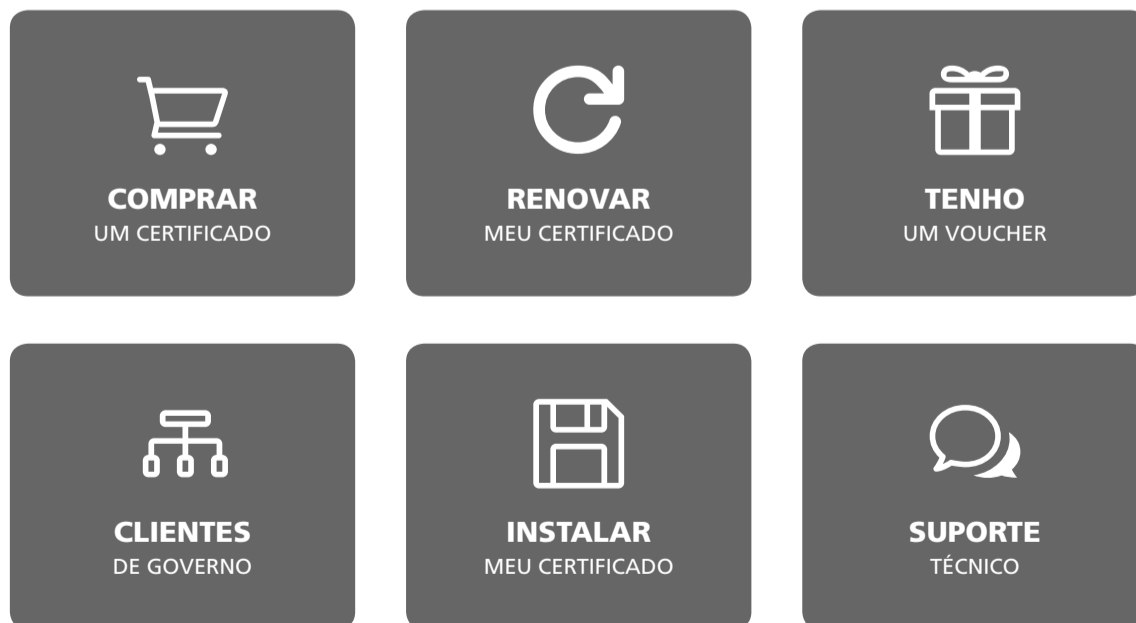 COMPRAR
UM CERTIFICADO
RENOVAR
MEU CERTIFICADO
TENHO
UM VOUCHER
CLIENTES
DE GOVERNO
INSTALAR
MEU CERTIFICADO
SUPORTE
TÉCNICO